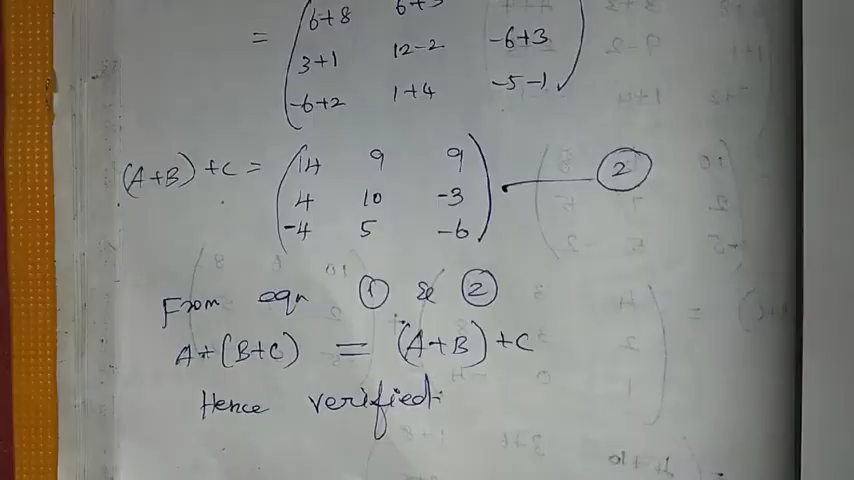 = 6+8 6+3
3+1 12-2 -6+3
-6+2 1+4 -5-1
(A+B)+C = (14 9 9 ②
4 10 -3
-4 5 -6)
From eqn ① & ②
A+(B+C) = (A+B)+C
Hence verified.